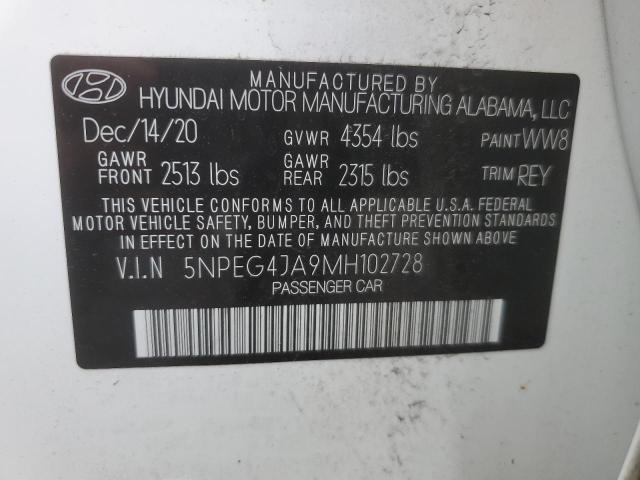 MANUFACTURED BY
HYUNDAI MOTOR MANUFACTURING ALABAMA, LLC
Dec/14/20 GVWR 4354 lbs PAINT WW8
GAWR FRONT 2513 lbs GAWR REAR 2315 lbs TRIM REY
THIS VEHICLE CONFORMS TO ALL APPLICABLE U.S.A. FEDERAL
MOTOR VEHICLE SAFETY, BUMPER, AND THEFT PREVENTION STANDARDS
IN EFFECT ON THE DATE OF MANUFACTURE SHOWN ABOVE
V.I.N 5NPEG4JA9MH102728
PASSENGER CAR